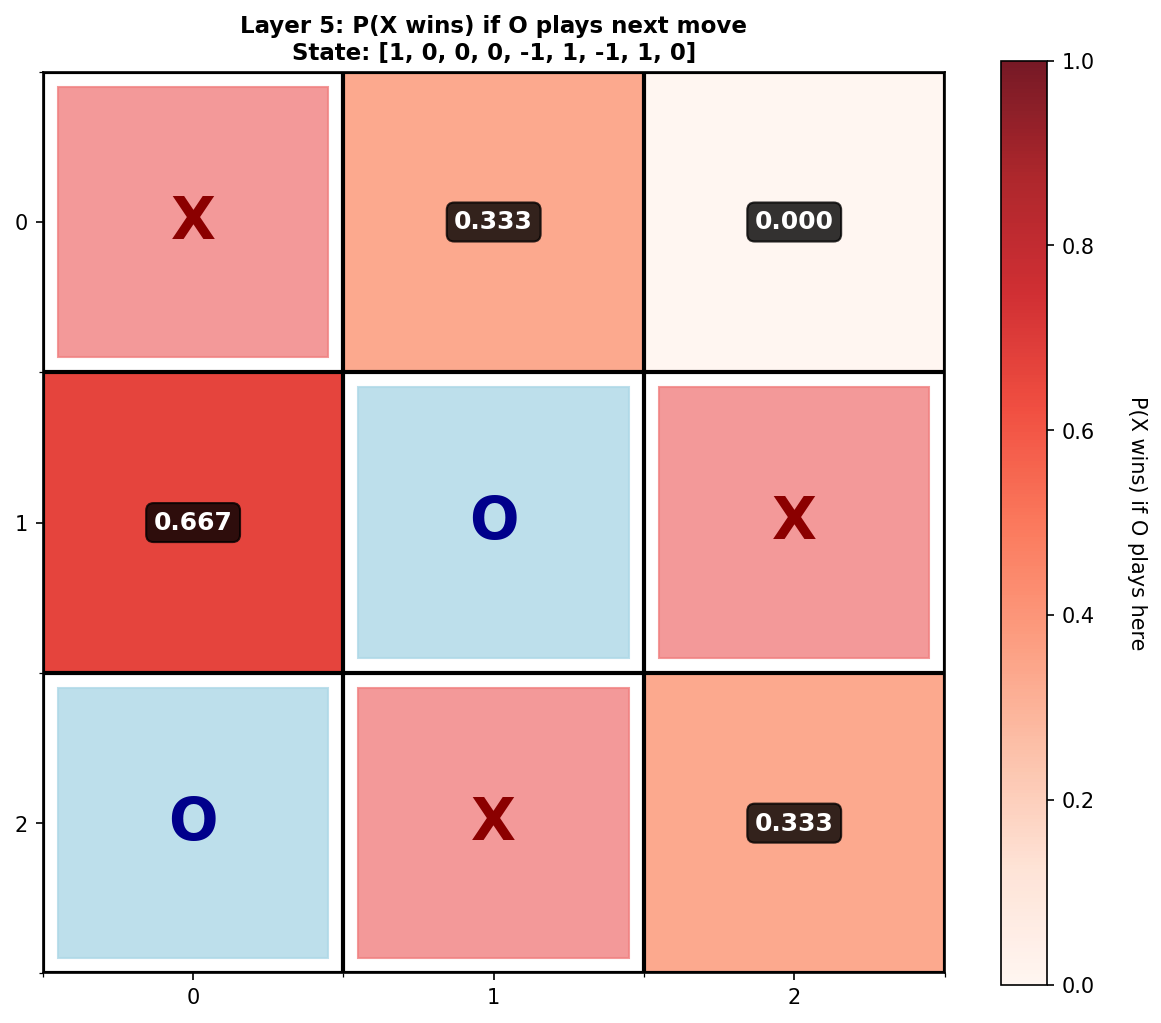 Layer 5: P(X wins) if O plays next move
State: [1, 0, 0, 0, -1, 1, -1, 1, 0]
0
X
0.333
0.000
1
0.667
O
X
2
O
X
0.333
0
1
2
1.0
0.8
0.6
0.4
0.2
0.0
P(X wins) if O plays here